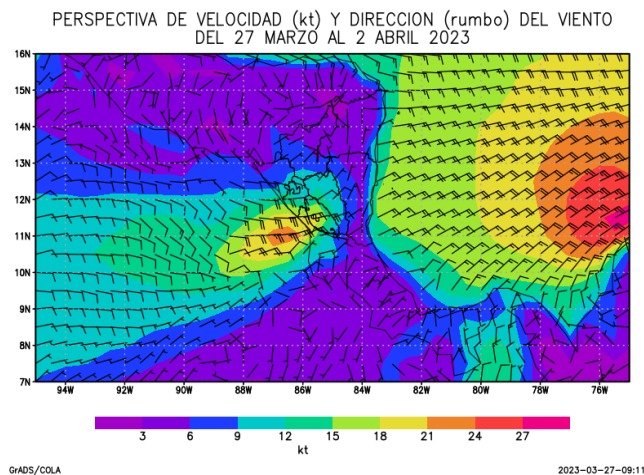 PERSPECTIVA DE VELOCIDAD (kt) Y DIRECCION (rumbo) DEL VIENTO
DEL 27 MARZO AL 2 ABRIL 2023
16N
15N
14N
13N
12N
11N
10N
9N
8N
7N
94W 92W 90W 88W 86W 84W 82W 80W 78W 76W
3 6 9 12 15 18 21 24 27
kt
GrADS/COLA 2023-03-27-09:11